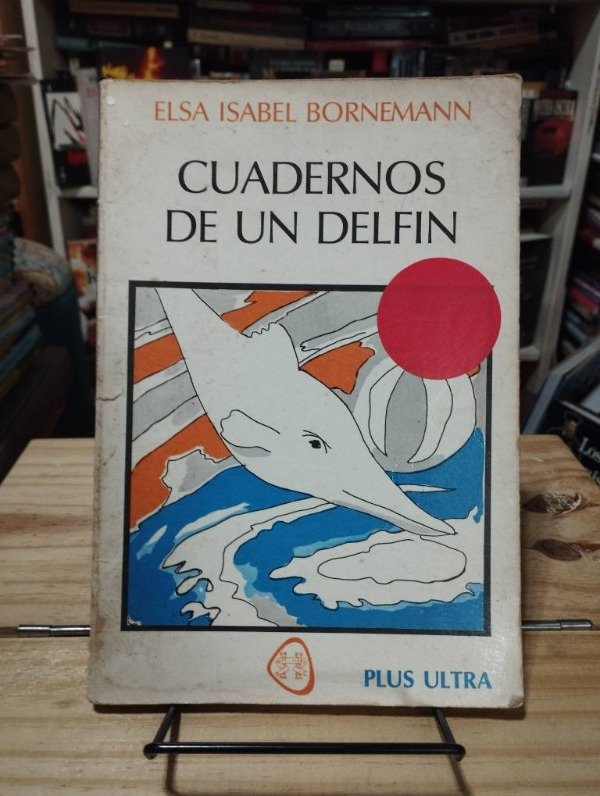 ELSA ISABEL BORNEMANN
CUADERNOS
DE UN DELFIN
PLUS ULTRA